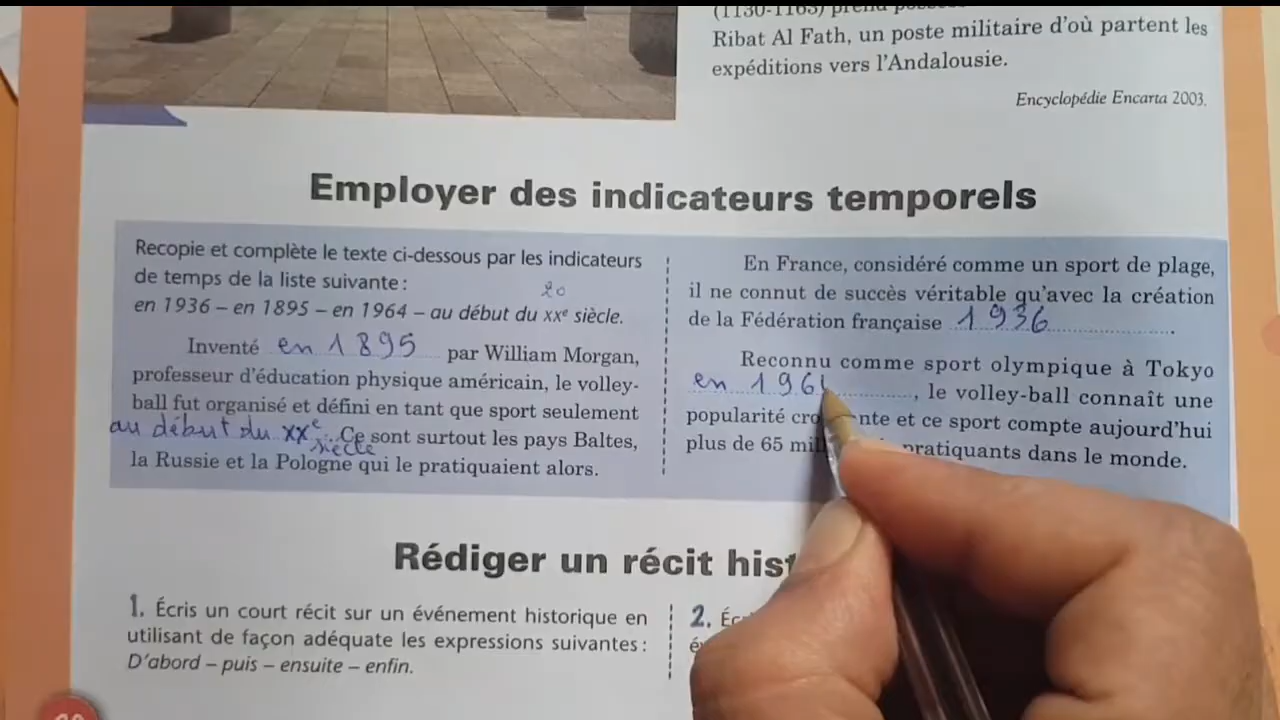 (1130-1163) prend
Ribat Al Fath, un poste militaire d'où partent les
expéditions vers l'Andalousie.
Encyclopédie Encarta 2003.
Employer des indicateurs temporels
Recopie et complète le texte ci-dessous par les indicateurs
de temps de la liste suivante :
20
en 1936 – en 1895 – en 1964 – au début du XXe siècle.
Inventé en 1895 par William Morgan,
professeur d'éducation physique américain, le volley-
ball fut organisé et défini en tant que sport seulement
au début du XXe siècle. Ce sont surtout les pays Baltes,
la Russie et la Pologne qui le pratiquaient alors.
En France, considéré comme un sport de plage,
il ne connut de succès véritable qu'avec la création
de la Fédération française 1936.
Reconnu comme sport olympique à Tokyo
en 196, le volley-ball connaît une
popularité et ce sport compte aujourd'hui
plus de 65 pratiquants dans le monde.
Rédiger un récit
1. Écris un court récit sur un événement historique en
utilisant de façon adéquate les expressions suivantes :
D'abord – puis – ensuite – enfin.
2.